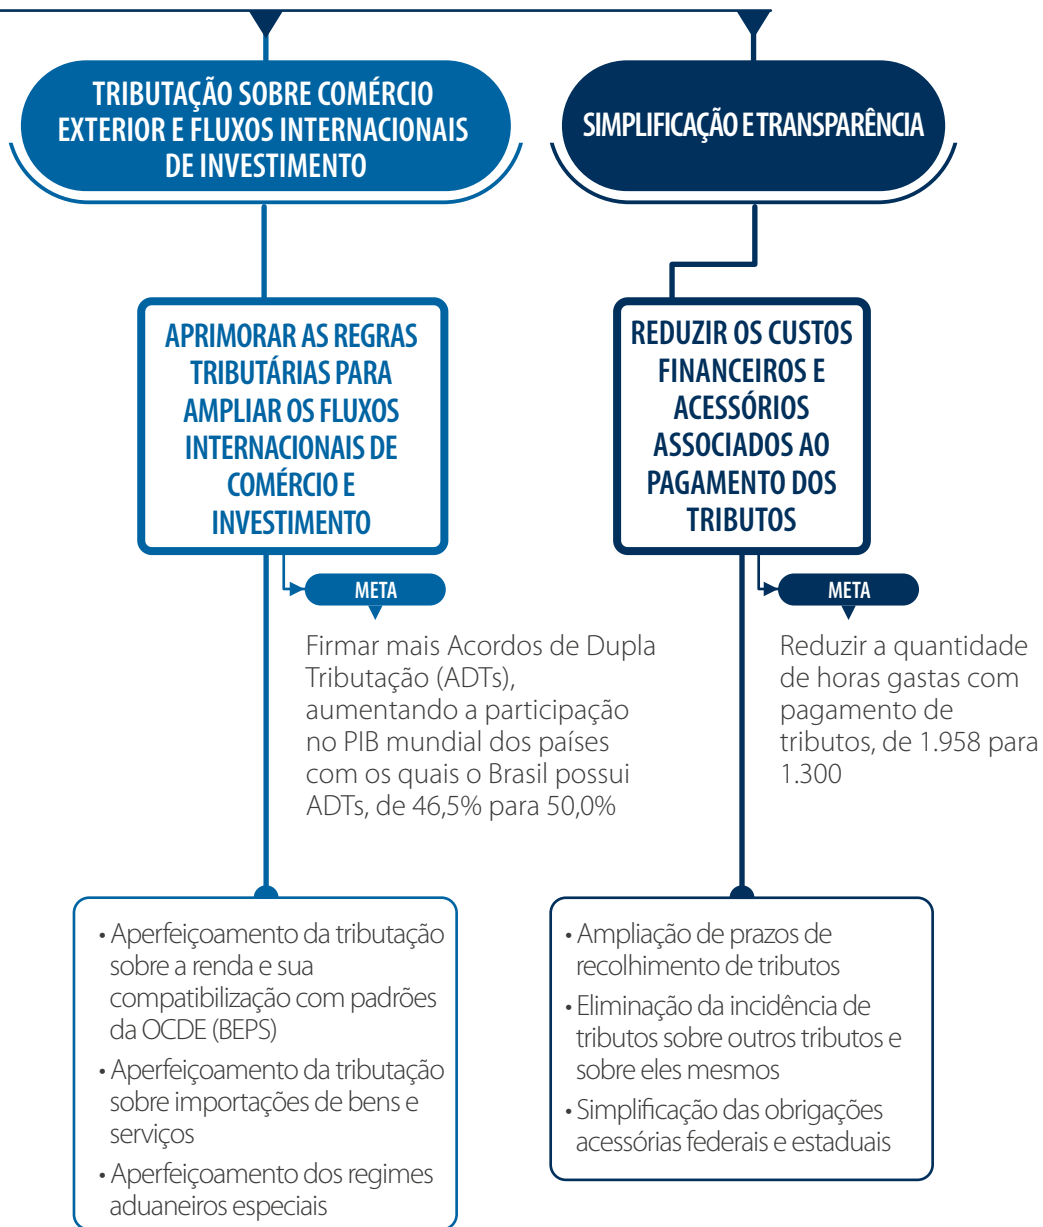 TRIBUTAÇÃO SOBRE COMÉRCIO
EXTERIOR E FLUXOS INTERNACIONAIS
DE INVESTIMENTO
APRIMORAR AS REGRAS
TRIBUTÁRIAS PARA
AMPLIAR OS FLUXOS
INTERNACIONAIS DE
COMÉRCIO E
INVESTIMENTO
META
Firmar mais Acordos de Dupla
Tributação (ADTs),
aumentando a participação
no PIB mundial dos países
com os quais o Brasil possui
ADTs, de 46,5% para 50,0%
• Aperfeiçoamento da tributação
sobre a renda e sua
compatibilização com padrões
da OCDE (BEPS)
• Aperfeiçoamento da tributação
sobre importações de bens e
serviços
• Aperfeiçoamento dos regimes
aduaneiros especiais
SIMPLIFICAÇÃO E TRANSPARÊNCIA
REDUZIR OS CUSTOS
FINANCEIROS E
ACESSÓRIOS
ASSOCIADOS AO
PAGAMENTO DOS
TRIBUTOS
META
Reduzir a quantidade
de horas gastas com
pagamento de
tributos, de 1.958 para
1.300
• Ampliação de prazos de
recolhimento de tributos
• Eliminação da incidência de
tributos sobre outros tributos e
sobre eles mesmos
• Simplificação das obrigações
acessórias federais e estaduais